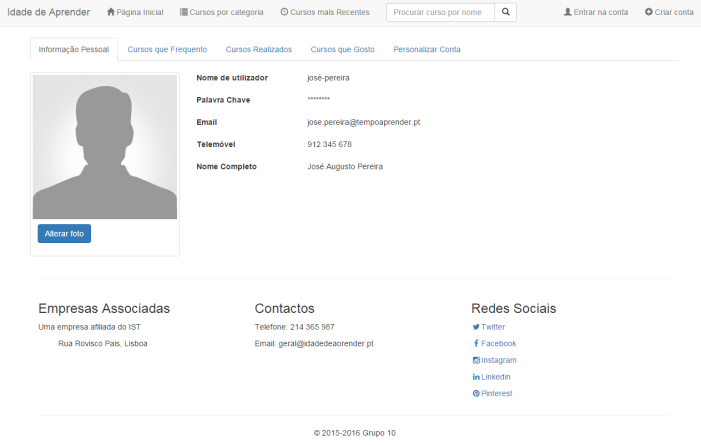 Idade de Aprender Página Inicial Cursos por categoria Cursos mais Recentes Procurar curso por nome Entrar na conta Criar conta
Informação Pessoal Cursos que Frequento Cursos Realizados Cursos que Gosto Personalizar Conta
Nome de utilizador josé-pereira
Palavra Chave ********
Email jose.pereira@tempoaprender.pt
Telemóvel 912 345 678
Nome Completo José Augusto Pereira
Alterar foto
Empresas Associadas
Uma empresa afiliada do IST
Rua Rovisco Pais, Lisboa
Contactos
Telefone: 214 365 987
Email: geral@idadedeaorender.pt
Redes Sociais
Twitter
Facebook
Instagram
Linkedin
Pinterest
© 2015-2016 Grupo 10